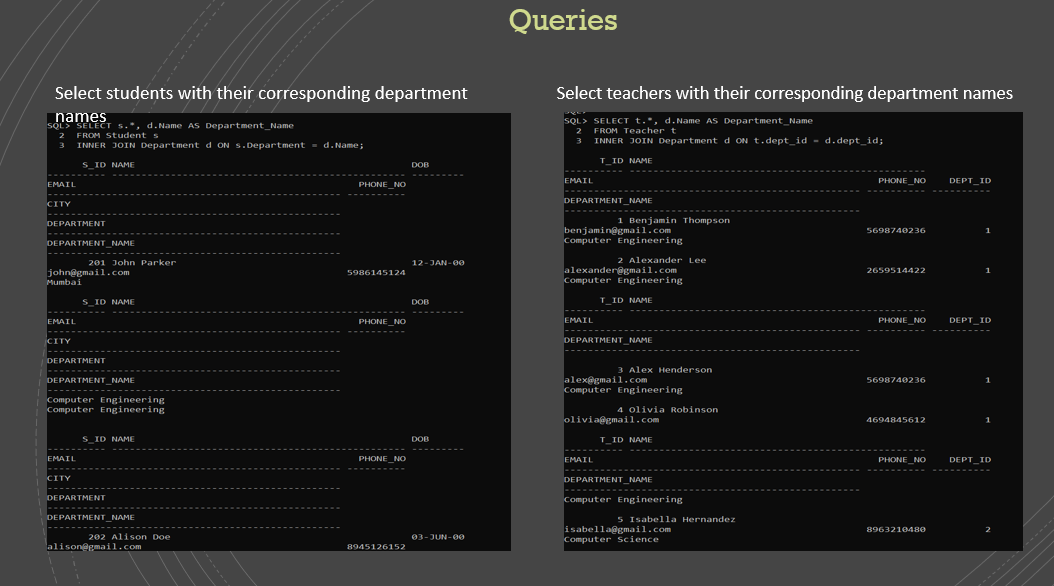 Queries
Select students with their corresponding department
names
SQL> SELECT s.*, d.Name AS Department_Name
2 FROM Student s
3 INNER JOIN Department d ON s.Department = d.Name;
S_ID NAME DOB
EMAIL PHONE_NO
CITY
DEPARTMENT
DEPARTMENT_NAME
201 John Parker 12-JAN-00
john@gmail.com 5986145124
Mumbai
S_ID NAME DOB
EMAIL PHONE_NO
CITY
DEPARTMENT
DEPARTMENT_NAME
Computer Engineering
Computer Engineering
S_ID NAME DOB
EMAIL PHONE_NO
CITY
DEPARTMENT
DEPARTMENT_NAME
202 Alison Doe 03-JUN-00
alison@gmail.com 8945126152
Select teachers with their corresponding department names
SQL> SELECT t.*, d.Name AS Department_Name
2 FROM Teacher t
3 INNER JOIN Department d ON t.dept_id = d.dept_id;
T_ID NAME
EMAIL PHONE_NO DEPT_ID
DEPARTMENT_NAME
1 Benjamin Thompson
benjamin@gmail.com 5698740236 1
Computer Engineering
2 Alexander Lee
alexander@gmail.com 2659514422 1
Computer Engineering
T_ID NAME
EMAIL PHONE_NO DEPT_ID
DEPARTMENT_NAME
3 Alex Henderson
alex@gmail.com 5698740236 1
Computer Engineering
4 Olivia Robinson
olivia@gmail.com 4694845612 1
T_ID NAME
EMAIL PHONE_NO DEPT_ID
DEPARTMENT_NAME
Computer Engineering
5 Isabella Hernandez
isabella@gmail.com 8963210480 2
Computer Science